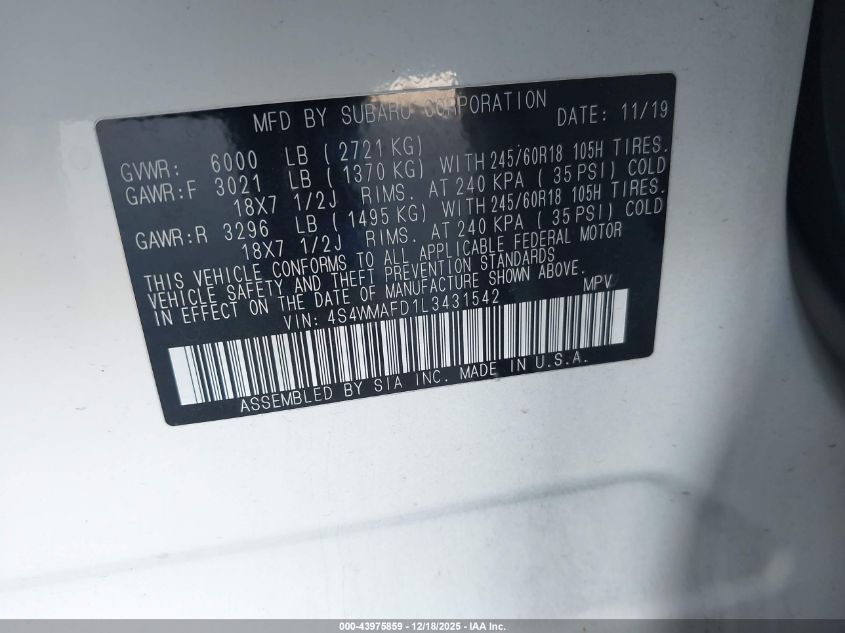 MFD BY SUBARU CORPORATION DATE: 11/19
GVWR: 6000 LB ( 2721 KG)
GAWR:F 3021 LB ( 1370 KG) WITH 245/60R18 105H TIRES.
18X7 1/2J RIMS. AT 240 KPA ( 35 PSI) COLD
GAWR:R 3296 LB ( 1495 KG) WITH 245/60R18 105H TIRES.
18X7 1/2J RIMS. AT 240 KPA ( 35 PSI) COLD
THIS VEHICLE CONFORMS TO ALL APPLICABLE FEDERAL MOTOR
VEHICLE SAFETY AND THEFT PREVENTION STANDARDS
IN EFFECT ON THE DATE OF MANUFACTURE SHOWN ABOVE.
VIN: 4S4WMAFD1L3431542 MPV
ASSEMBLED BY SIA INC. MADE IN U.S.A.
000-43975859 - 12/18/2025 - IAA Inc.